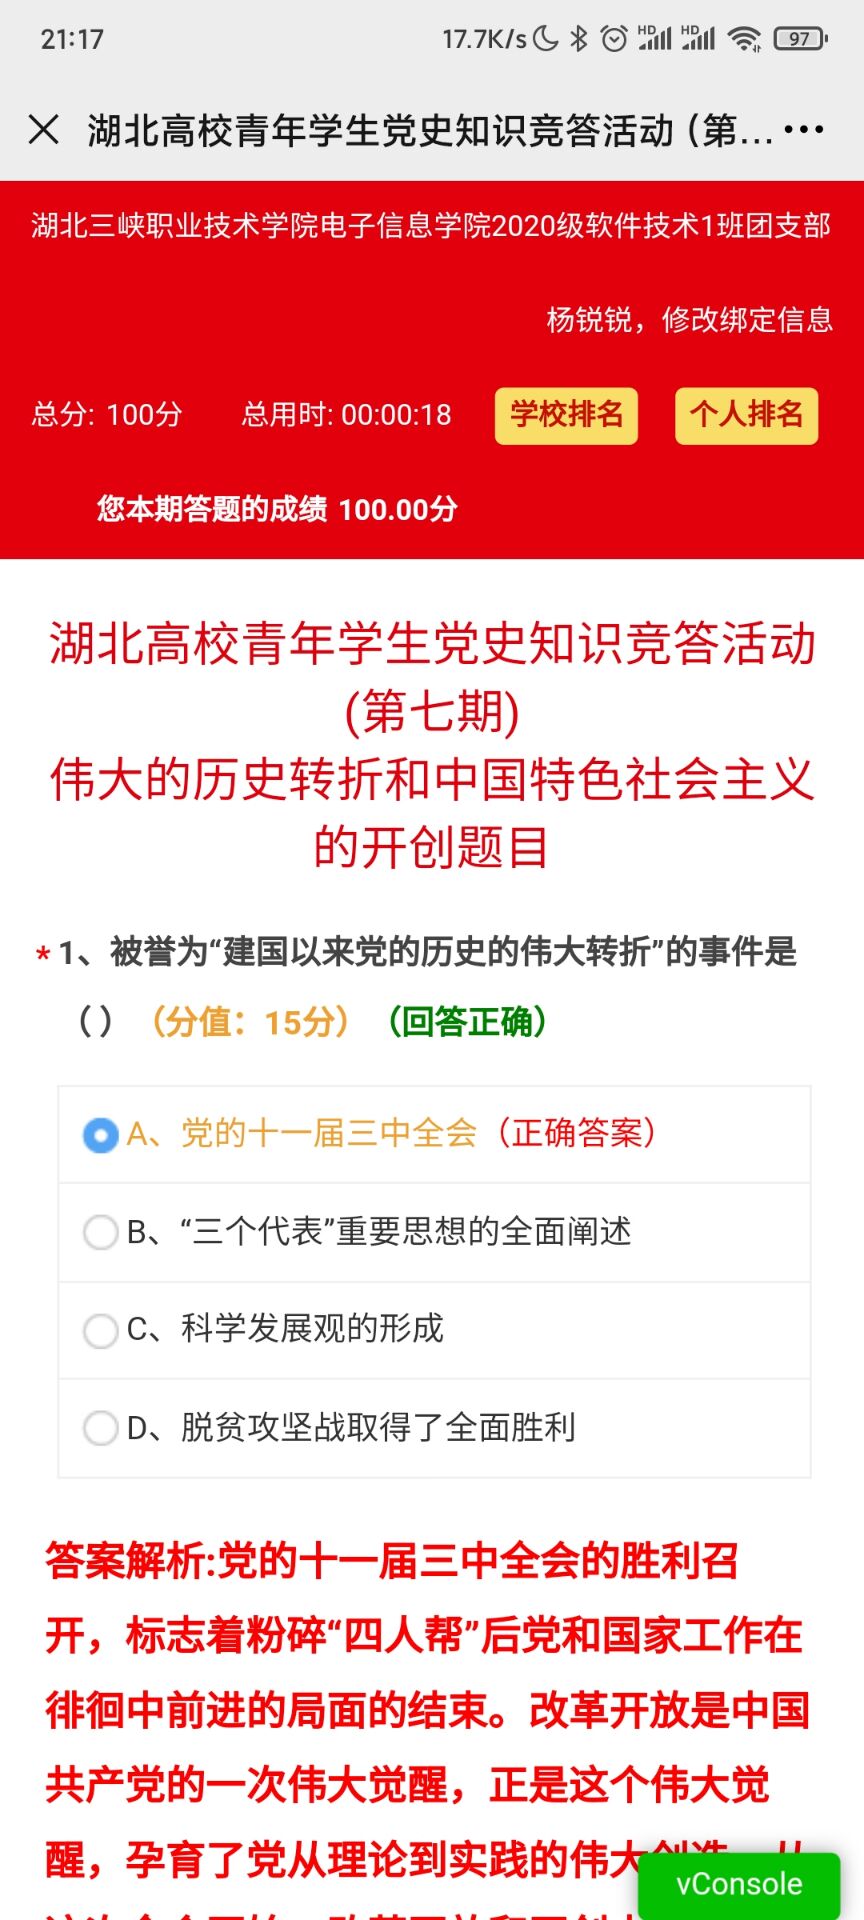 21:17
17.7K/s HD HD 97
湖北高校青年学生党史知识竞答活动 (第...
湖北三峡职业技术学院电子信息学院2020级软件技术1班团支部
杨锐锐，修改绑定信息
总分: 100分 总用时: 00:00:18 学校排名 个人排名
您本期答题的成绩 100.00分
湖北高校青年学生党史知识竞答活动
(第七期)
伟大的历史转折和中国特色社会主义
的开创题目
* 1、被誉为“建国以来党的历史的伟大转折”的事件是
（ ）（分值：15分）（回答正确）
A、党的十一届三中全会（正确答案）
B、“三个代表”重要思想的全面阐述
C、科学发展观的形成
D、脱贫攻坚战取得了全面胜利
答案解析:党的十一届三中全会的胜利召
开，标志着粉碎“四人帮”后党和国家工作在
徘徊中前进的局面的结束。改革开放是中国
共产党的一次伟大觉醒，正是这个伟大觉
醒，孕育了党从理论到实践的伟大
vConsole